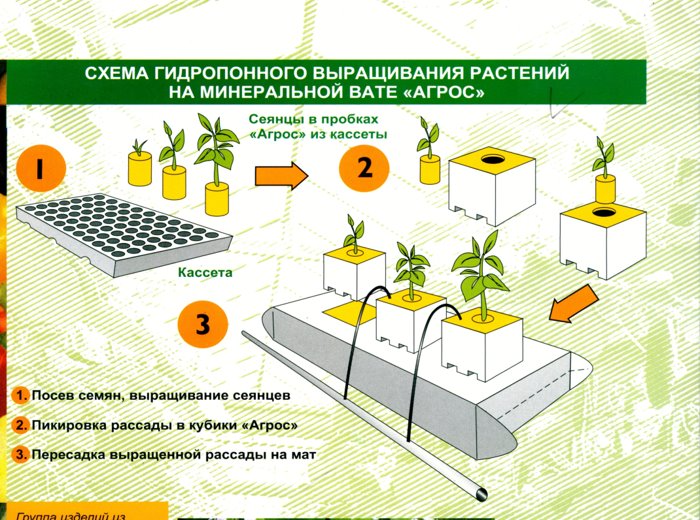 СХЕМА ГИДРОПОННОГО ВЫРАЩИВАНИЯ РАСТЕНИЙ
НА МИНЕРАЛЬНОЙ ВАТЕ «АГРОС»
Сеянцы в пробках
«Агрос» из кассеты
1
2
Кассета
3
1. Посев семян, выращивание сеянцев
2. Пикировка рассады в кубики «Агрос»
3. Пересадка выращенной рассады на мат
Группа изделий из